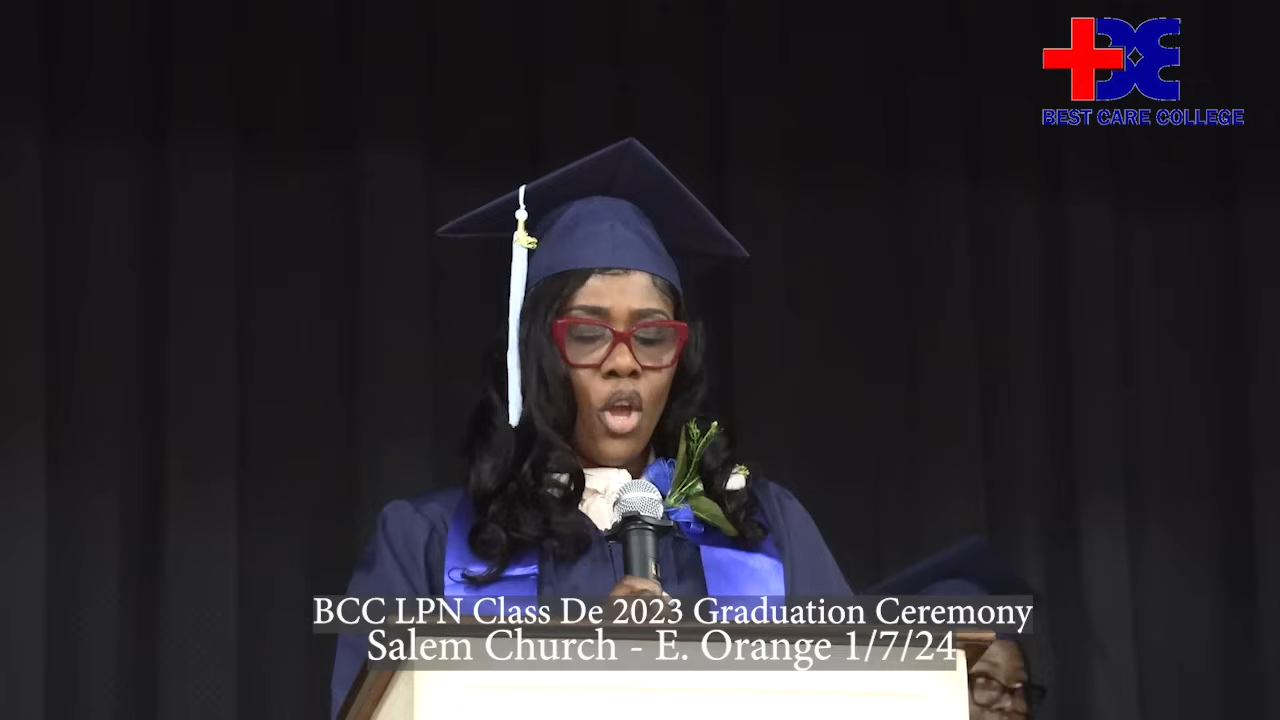 BEST CARE COLLEGE
BCC LPN Class De 2023 Graduation Ceremony
Salem Church - E. Orange 1/7/24